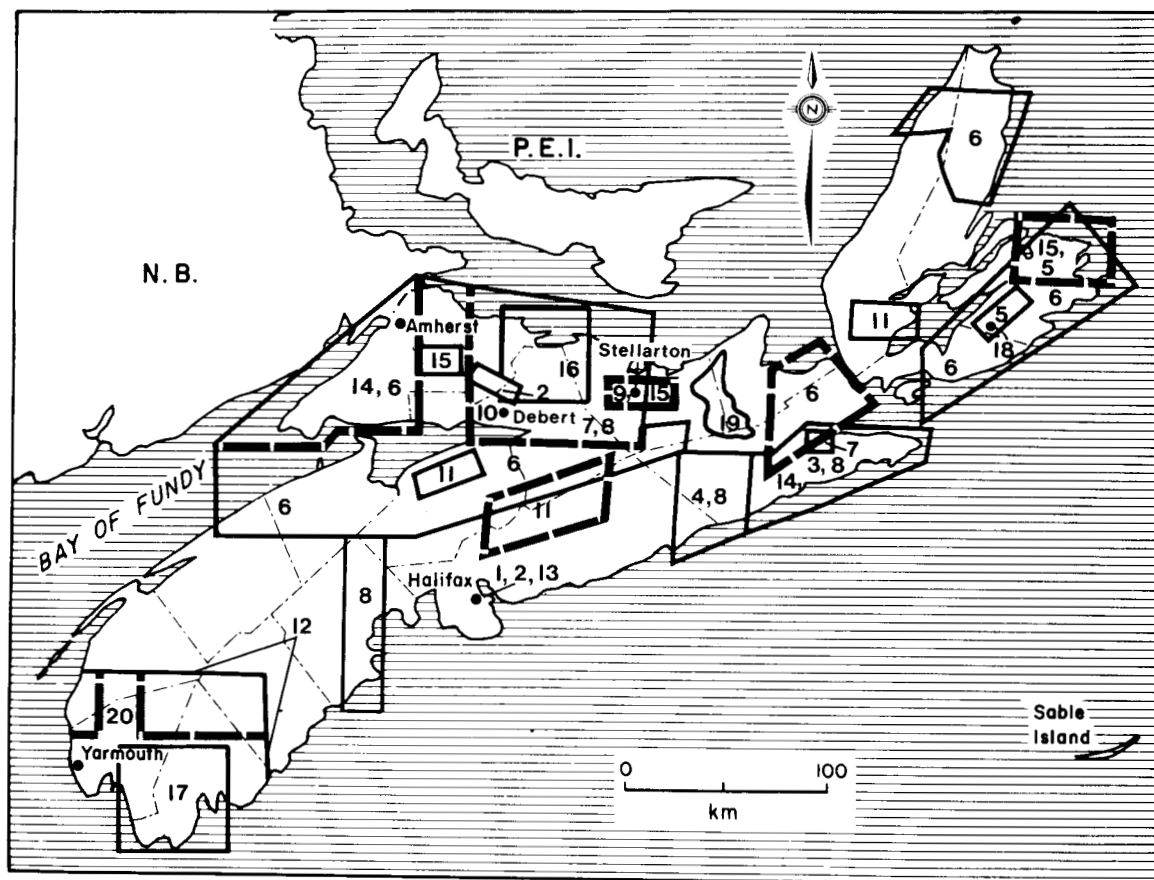 N
6
P.E.I.
15,
5
N.B.
6
11
5
Amherst
18
Stellarton
15
16
6
14, 6
2
9
15
6
10
Debert
7, 8
19
7
6
11
3, 8
14,
BAY OF FUNDY
6
11
4, 8
1, 2, 13
Halifax
8
12
20
Sable
Island
Yarmouth
0 100
17
km